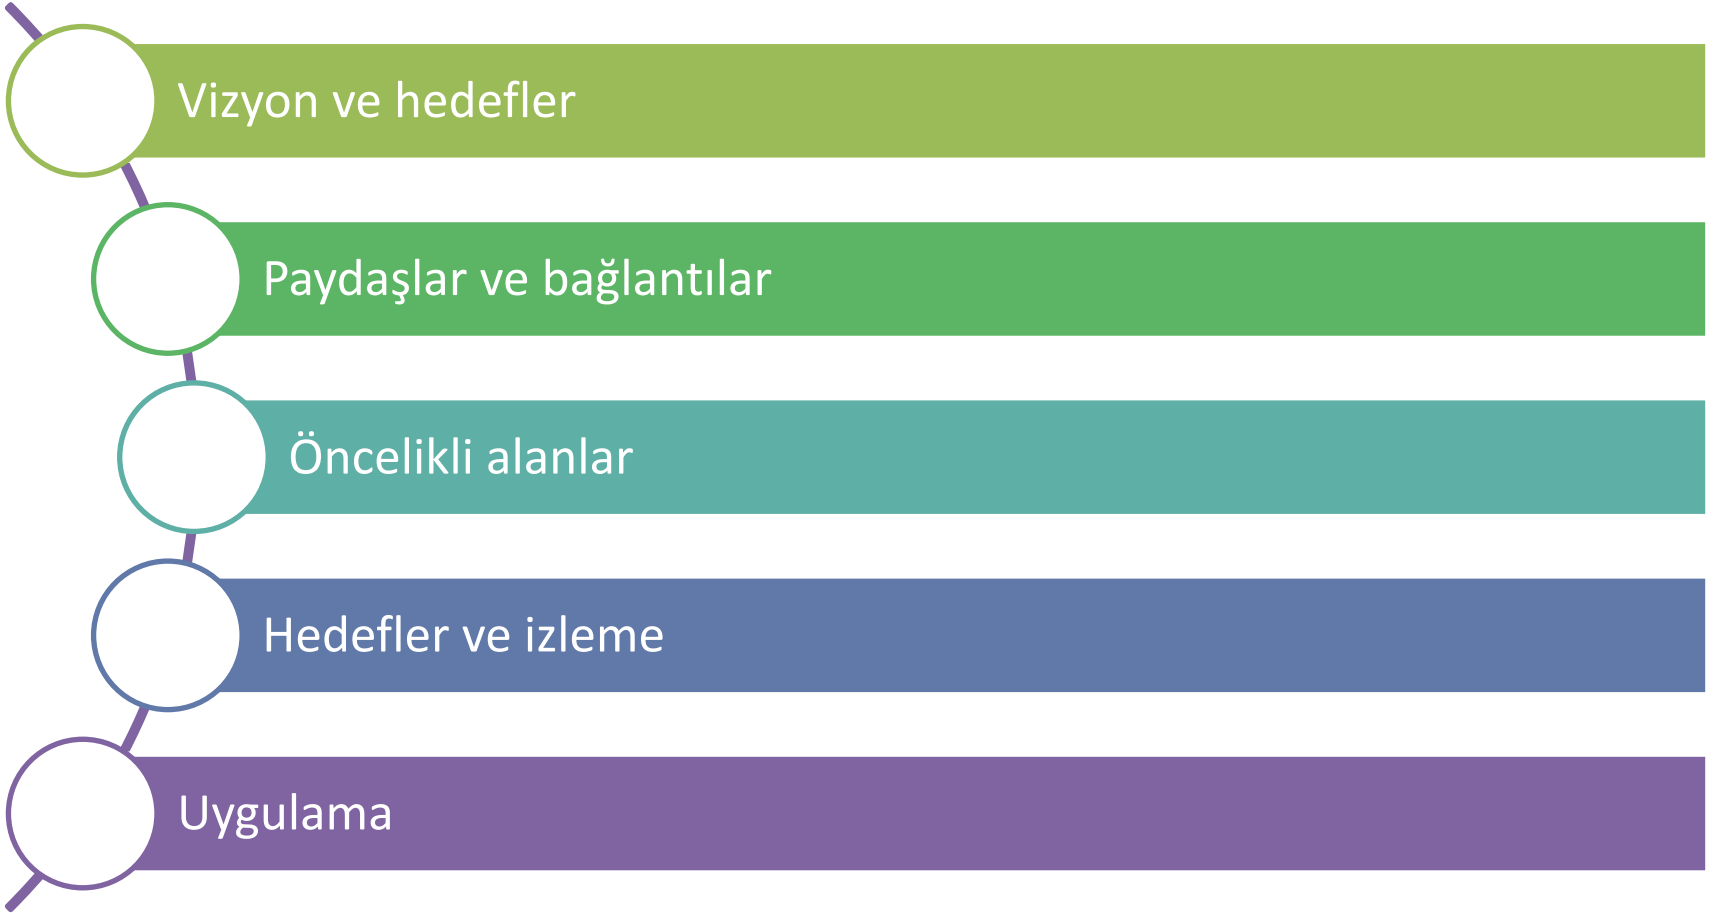 Vizyon ve hedefler
Paydaşlar ve bağlantılar
Öncelikli alanlar
Hedefler ve izleme
Uygulama